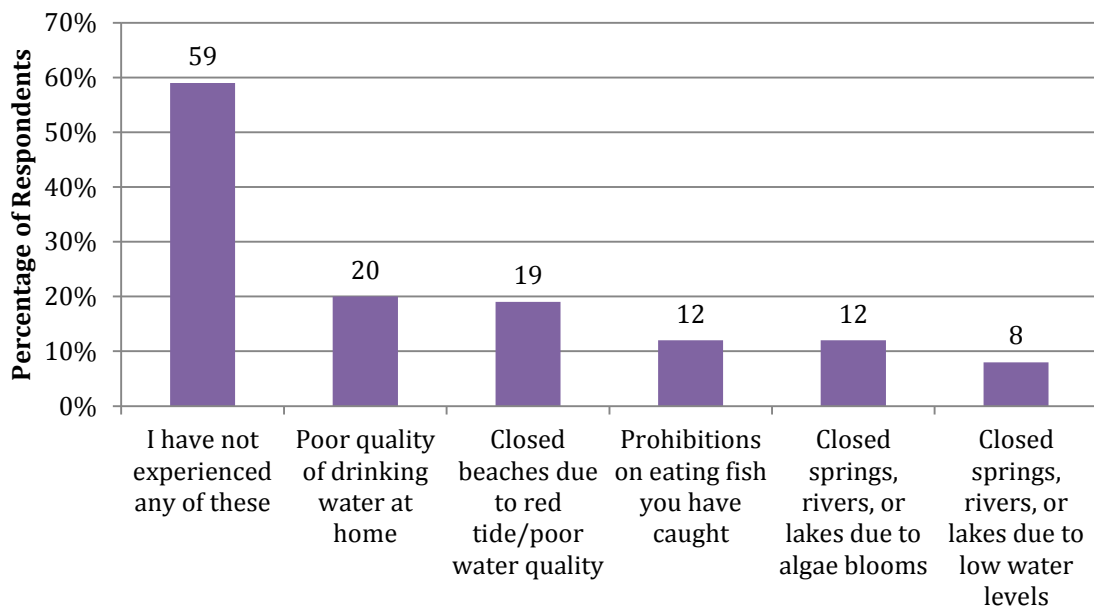 70%
60%
50%
40%
30%
20%
10%
0%
Percentage of Respondents
59
20
19
12
12
8
I have not
experienced
any of these
Poor quality
of drinking
water at
home
Closed
beaches due
to red
tide/poor
water quality
Prohibitions
on eating fish
you have
caught
Closed
springs,
rivers, or
lakes due to
algae blooms
Closed
springs,
rivers, or
lakes due to
low water
levels